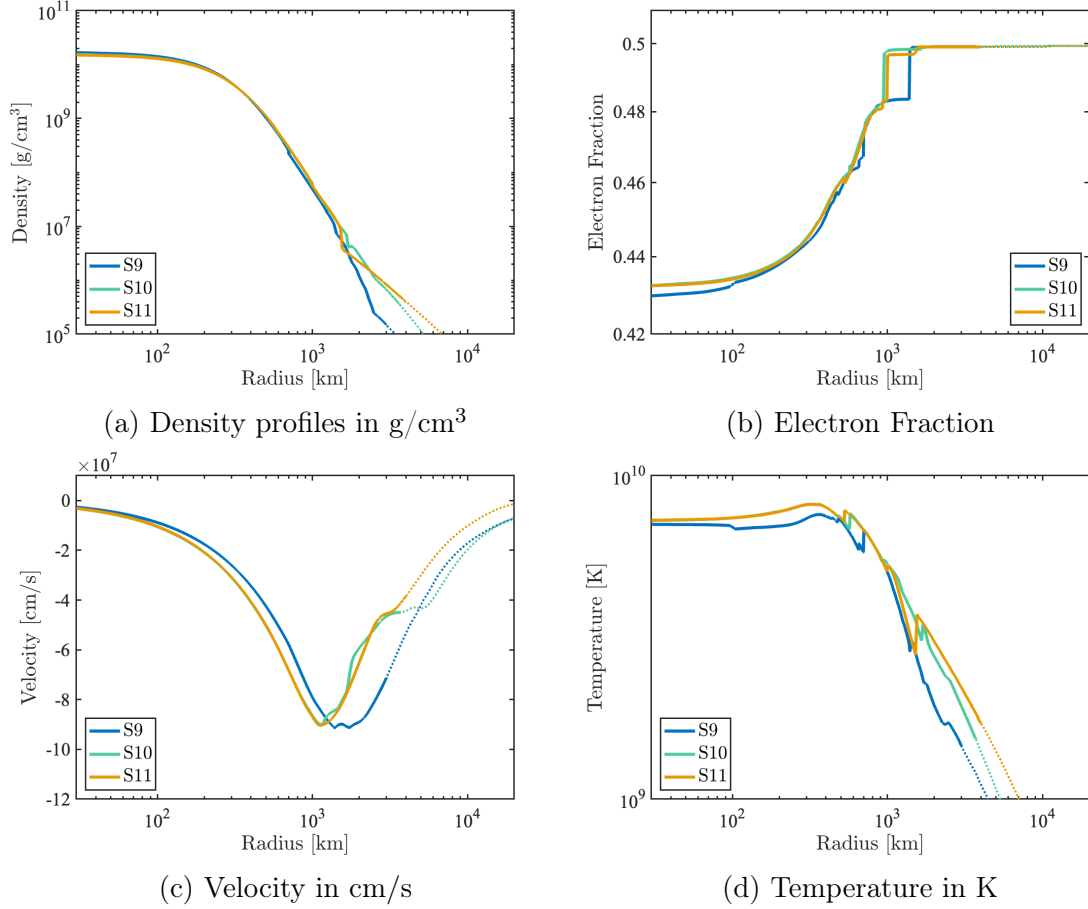 10^11
10^9
10^7
10^5
Density [g/cm^3]
S9
S10
S11
10^2
10^3
10^4
Radius [km]
(a) Density profiles in g/cm^3
0.5
0.48
0.46
0.44
0.42
Electron Fraction
S9
S10
S11
10^2
10^3
10^4
Radius [km]
(b) Electron Fraction
×10^7
0
-2
-4
-6
-8
-10
-12
Velocity [cm/s]
S9
S10
S11
10^2
10^3
10^4
Radius [km]
(c) Velocity in cm/s
10^10
10^9
Temperature [K]
S9
S10
S11
10^2
10^3
10^4
Radius [km]
(d) Temperature in K